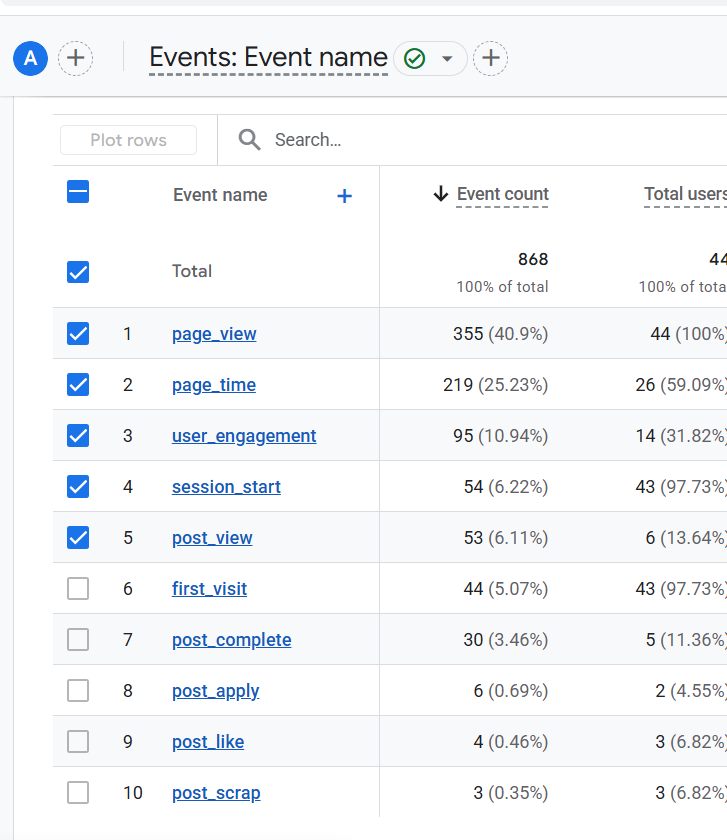 A
Events: Event name
Plot rows
Search...
Event name + Event count Total users
Total 868 44
100% of total 100% of total
1 page_view 355 (40.9%) 44 (100%)
2 page_time 219 (25.23%) 26 (59.09%)
3 user_engagement 95 (10.94%) 14 (31.82%)
4 session_start 54 (6.22%) 43 (97.73%)
5 post_view 53 (6.11%) 6 (13.64%)
6 first_visit 44 (5.07%) 43 (97.73%)
7 post_complete 30 (3.46%) 5 (11.36%)
8 post_apply 6 (0.69%) 2 (4.55%)
9 post_like 4 (0.46%) 3 (6.82%)
10 post_scrap 3 (0.35%) 3 (6.82%)